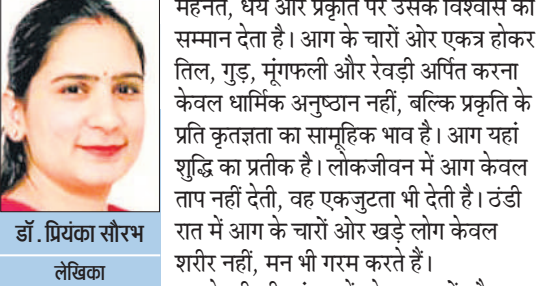 डॉ.प्रियंका सौरभ
लेखिका
मेहनत, धैर्य और प्रकृति पर उसके विश्वास को
सम्मान देता है। आग के चारों ओर एकत्र होकर
तिल, गुड़, मूंगफली और रेवड़ी अर्पित करना
केवल धार्मिक अनुष्ठान नहीं, बल्कि प्रकृति के
प्रति कृतज्ञता का सामूहिक भाव है। आग यहां
शुद्धि का प्रतीक है। लोकजीवन में आग केवल
ताप नहीं देती, वह एकजुटता भी देती है। ठंडी
रात में आग के चारों ओर खड़े लोग केवल
शरीर नहीं, मन भी गरम करते हैं।